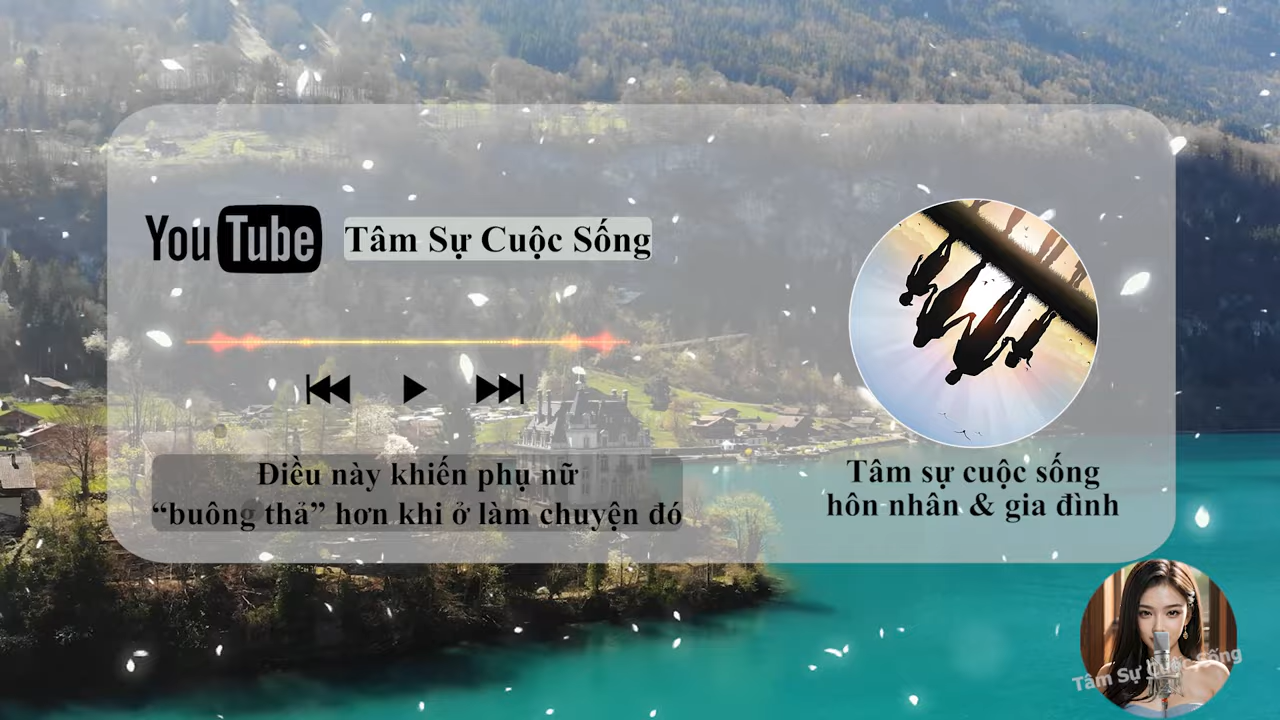 YouTube Tâm Sự Cuộc Sống
Điều này khiến phụ nữ
“buông thả” hơn khi ở làm chuyện đó
Tâm sự cuộc sống
hôn nhân & gia đình
Tâm Sự Cuộc Sống